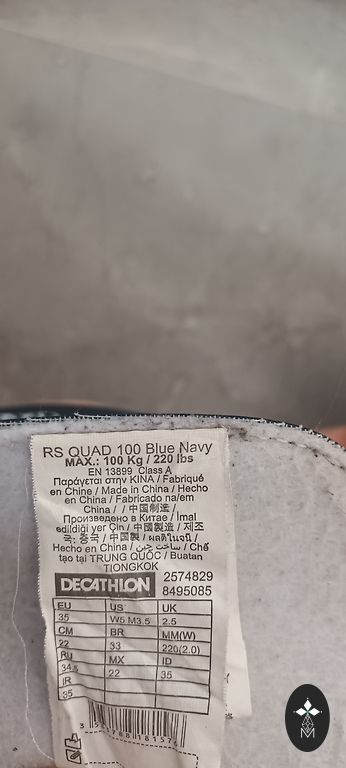 RS QUAD 100 Blue Navy
MAX.: 100 Kg / 220 lbs
EN 13899 Class A
Παράγεται στην ΚΙΝΑ / Fabriqué
en Chine / Made in China / Hecho
en China / Fabricado na/em
China / / 中国制造 /
Произведено в Китае / İmal
edildiği yer Çin / 中國製造 / 제조
국: 중국 / 中国製 / ผลิตในจีน /
Hecho en China / ساخت چین / Chế
tạo tại TRUNG QUỐC / Buatan
TIONGKOK
DECATHLON 2574829
8495085
EU US UK
35 W5 M3.5 2.5
CM BR MM(W)
22 33 220(2.0)
RU MX ID
34.5 22 35
IR
35